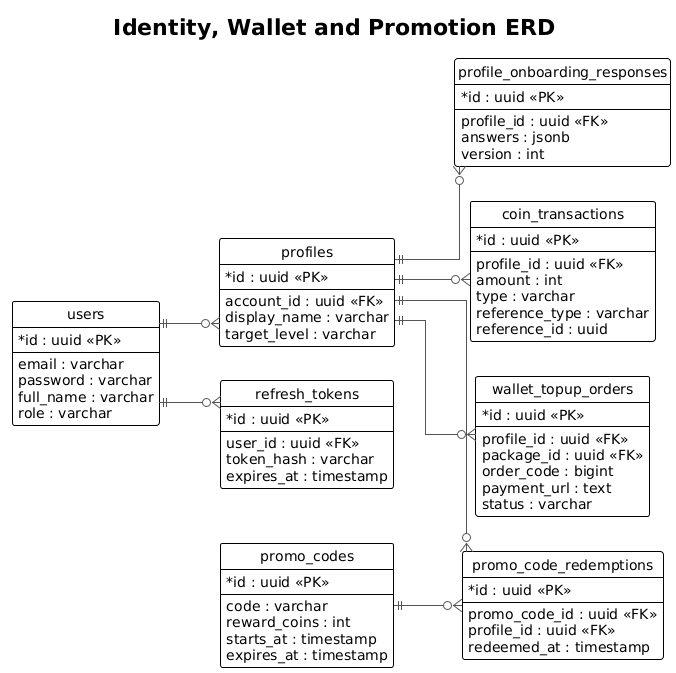 Identity, Wallet and Promotion ERD
profile_onboarding_responses
*id : uuid «PK»
profile_id : uuid «FK»
answers : jsonb
version : int
coin_transactions
*id : uuid «PK»
profile_id : uuid «FK»
amount : int
type : varchar
reference_type : varchar
reference_id : uuid
profiles
*id : uuid «PK»
account_id : uuid «FK»
display_name : varchar
target_level : varchar
users
*id : uuid «PK»
email : varchar
password : varchar
full_name : varchar
role : varchar
refresh_tokens
*id : uuid «PK»
user_id : uuid «FK»
token_hash : varchar
expires_at : timestamp
wallet_topup_orders
*id : uuid «PK»
profile_id : uuid «FK»
package_id : uuid «FK»
order_code : bigint
payment_url : text
status : varchar
promo_codes
*id : uuid «PK»
code : varchar
reward_coins : int
starts_at : timestamp
expires_at : timestamp
promo_code_redemptions
*id : uuid «PK»
promo_code_id : uuid «FK»
profile_id : uuid «FK»
redeemed_at : timestamp